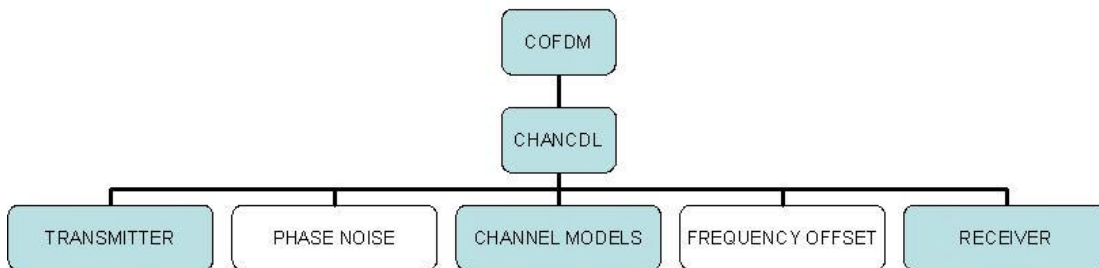 COFDM
CHANCDL
TRANSMITTER
PHASE NOISE
CHANNEL MODELS
FREQUENCY OFFSET
RECEIVER